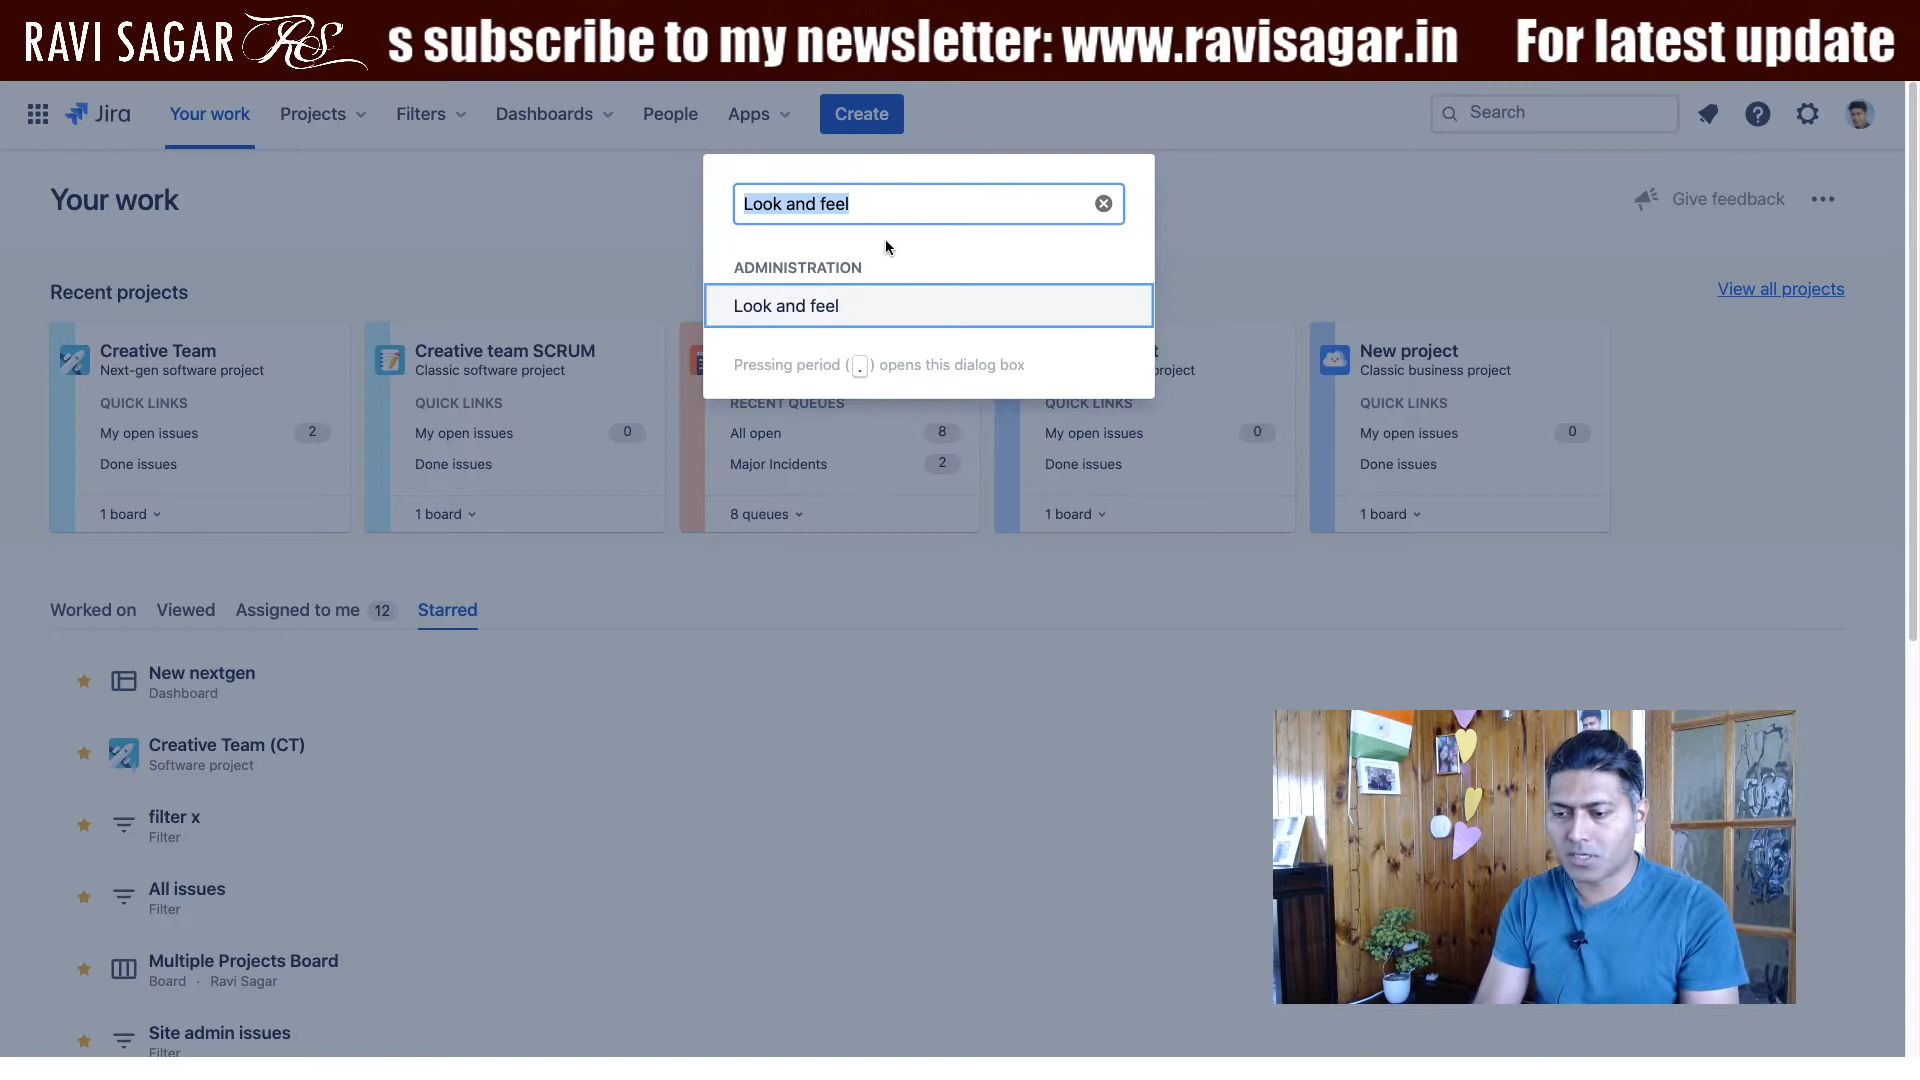 RAVI SAGAR RS s subscribe to my newsletter: www.ravisagar.in For latest update
Jira Your work Projects Filters Dashboards People Apps Create Search
Your work
Give feedback
Look and feel
ADMINISTRATION
Look and feel
Pressing period ( . ) opens this dialog box
Recent projects
View all projects
Creative Team
Next-gen software project
QUICK LINKS
My open issues 2
Done issues
1 board
Creative team SCRUM
Classic software project
QUICK LINKS
My open issues 0
Done issues
1 board
RECENT QUEUES
All open 8
Major Incidents 2
8 queues
t
project
QUICK LINKS
My open issues 0
Done issues
1 board
New project
Classic business project
QUICK LINKS
My open issues 0
Done issues
1 board
Worked on Viewed Assigned to me 12 Starred
New nextgen
Dashboard
Creative Team (CT)
Software project
filter x
Filter
All issues
Filter
Multiple Projects Board
Board · Ravi Sagar
Site admin issues
Filter